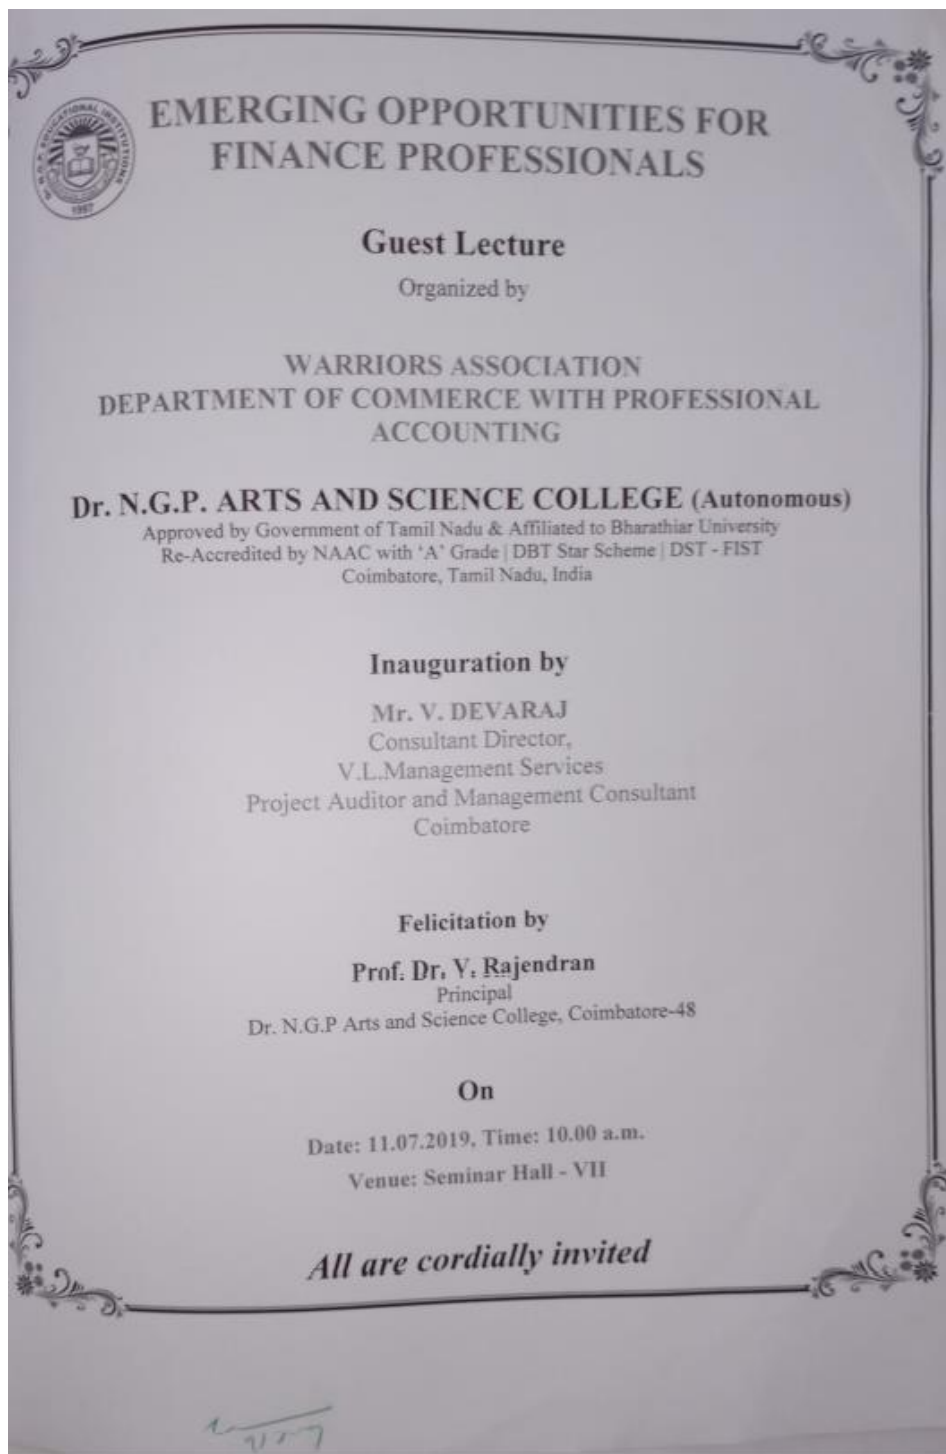 EMERGING OPPORTUNITIES FOR
FINANCE PROFESSIONALS
N.G.P. EDUCATIONAL INSTITUTIONS
1997
Guest Lecture
Organized by
WARRIORS ASSOCIATION
DEPARTMENT OF COMMERCE WITH PROFESSIONAL
ACCOUNTING
Dr. N.G.P. ARTS AND SCIENCE COLLEGE (Autonomous)
Approved by Government of Tamil Nadu & Affiliated to Bharathiar University
Re-Accredited by NAAC with 'A' Grade | DBT Star Scheme | DST - FIST
Coimbatore, Tamil Nadu, India
Inauguration by
Mr. V. DEVARAJ
Consultant Director,
V.L.Management Services
Project Auditor and Management Consultant
Coimbatore
Felicitation by
Prof. Dr. V. Rajendran
Principal
Dr. N.G.P Arts and Science College, Coimbatore-48
On
Date: 11.07.2019, Time: 10.00 a.m.
Venue: Seminar Hall - VII
All are cordially invited